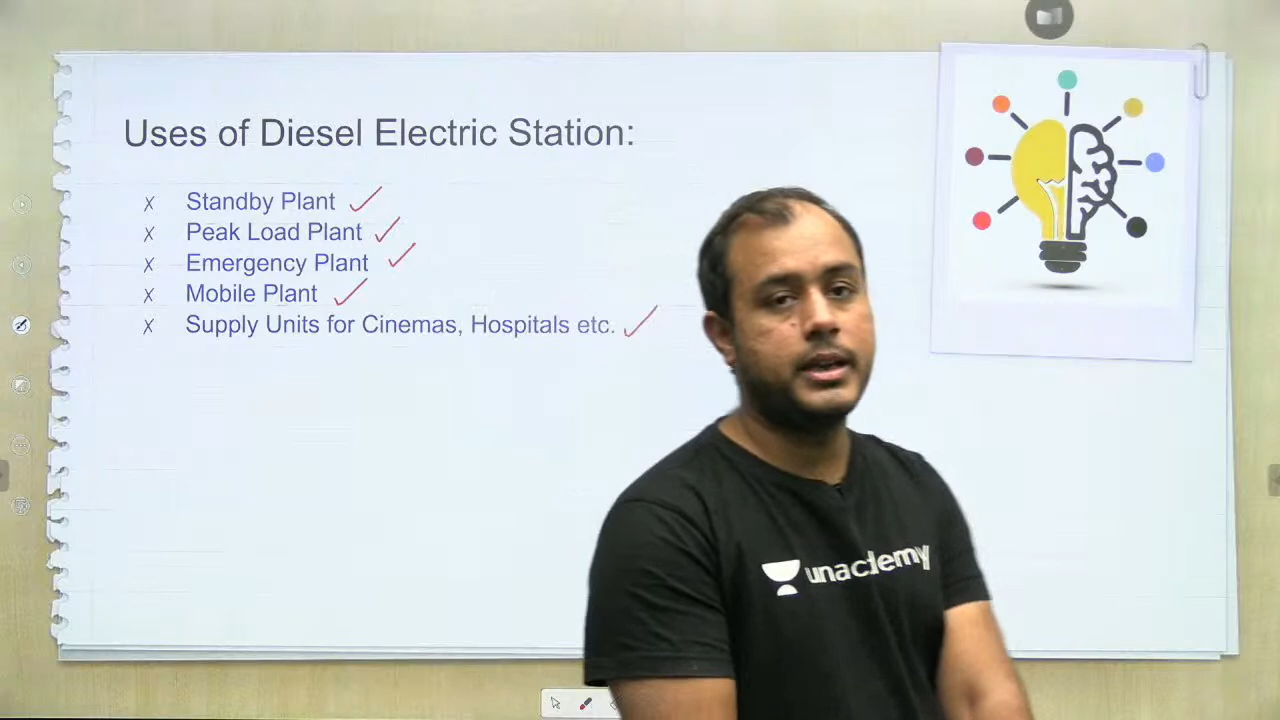 Uses of Diesel Electric Station:
x Standby Plant ✓
x Peak Load Plant ✓
x Emergency Plant ✓
x Mobile Plant ✓
x Supply Units for Cinemas, Hospitals etc. ✓
unacademy